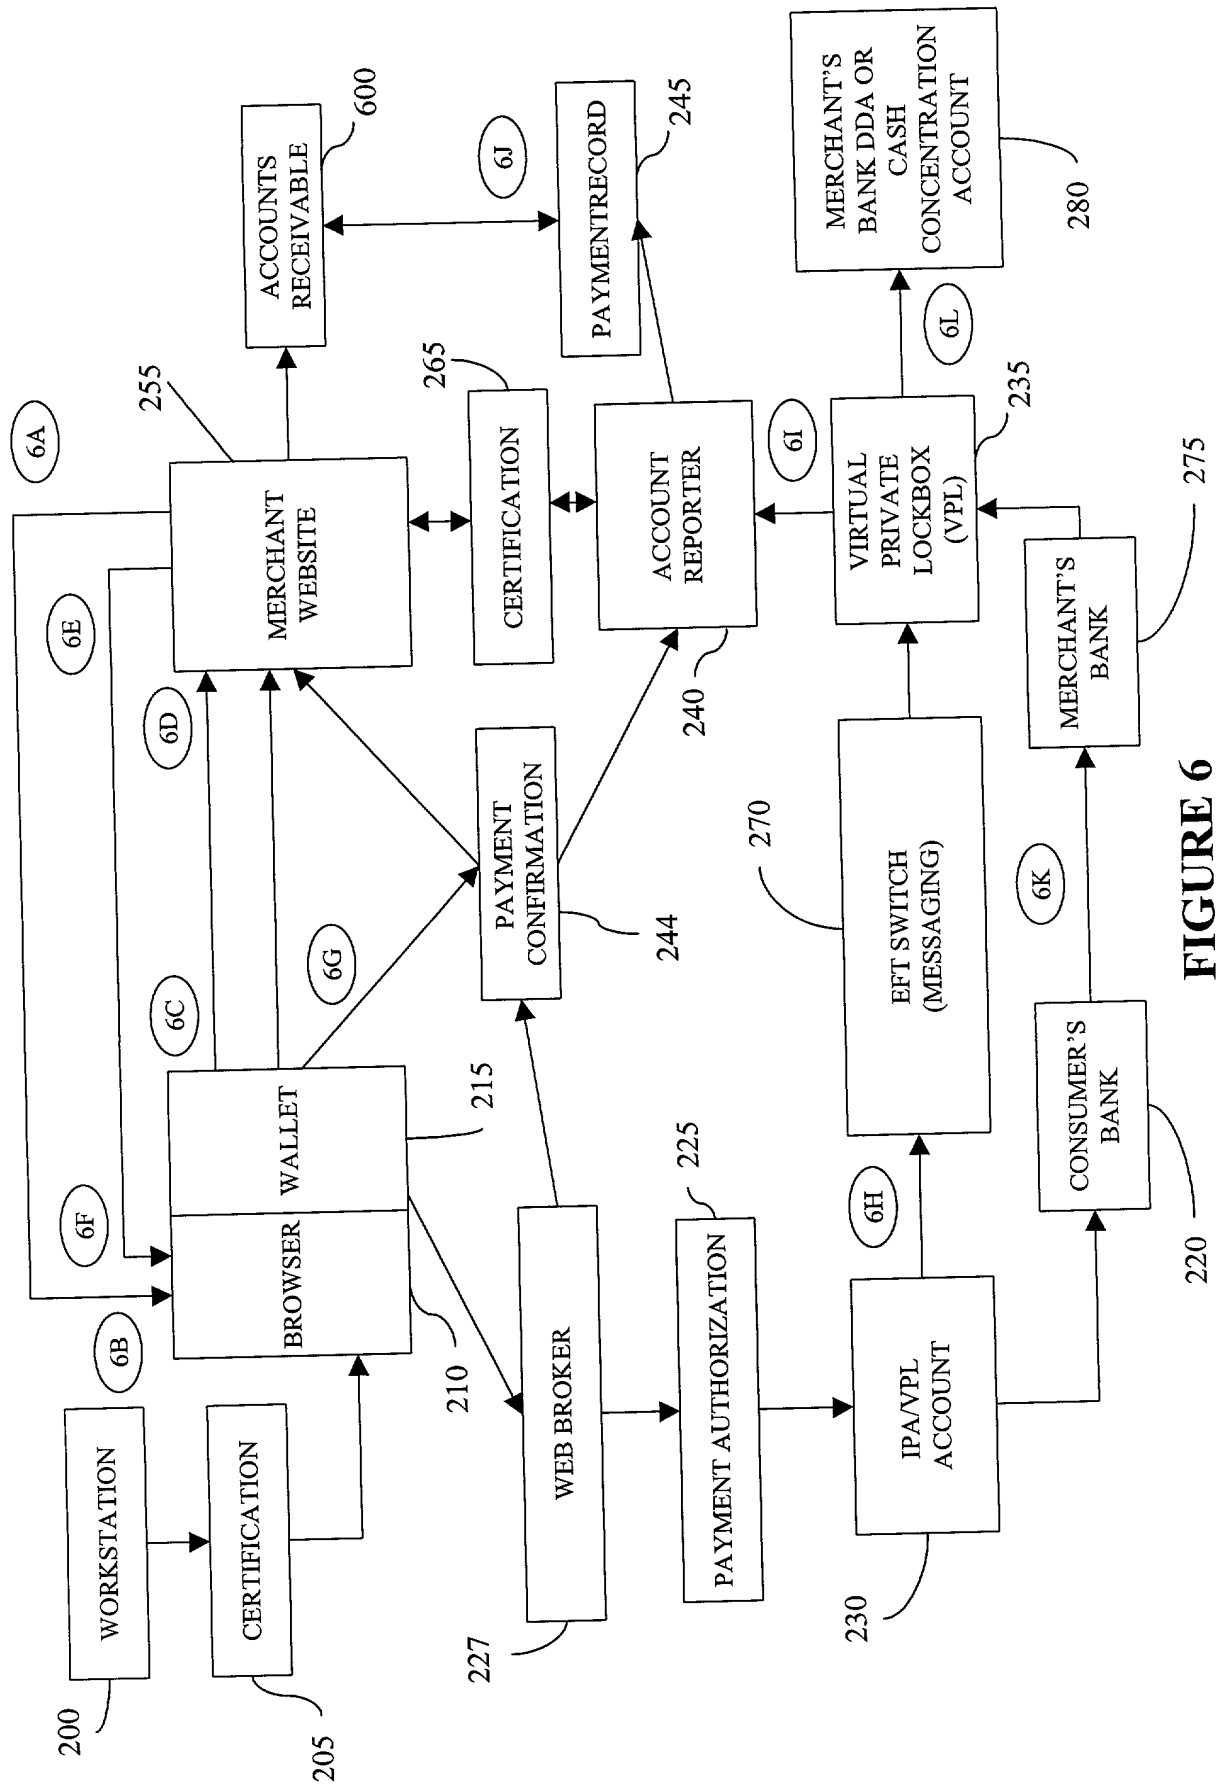 200
WORKSTATION
205
CERTIFICATION
6B
6F
BROWSER
WALLET
210
215
6C
6D
6E
6A
6G
MERCHANT
WEBSITE
255
ACCOUNTS
RECEIVABLE
600
PAYMENT
CONFIRMATION
244
CERTIFICATION
265
6J
227
WEB BROKER
PAYMENT AUTHORIZATION
225
ACCOUNT
REPORTER
240
PAYMENTRECORD
245
6I
230
IPA/VPL
ACCOUNT
6H
EFT SWITCH
(MESSAGING)
270
VIRTUAL
PRIVATE
LOCKBOX
(VPL)
235
6L
MERCHANT'S
BANK DDA OR
CASH
CONCENTRATION
ACCOUNT
280
CONSUMER'S
BANK
220
6K
MERCHANT'S
BANK
275
FIGURE 6